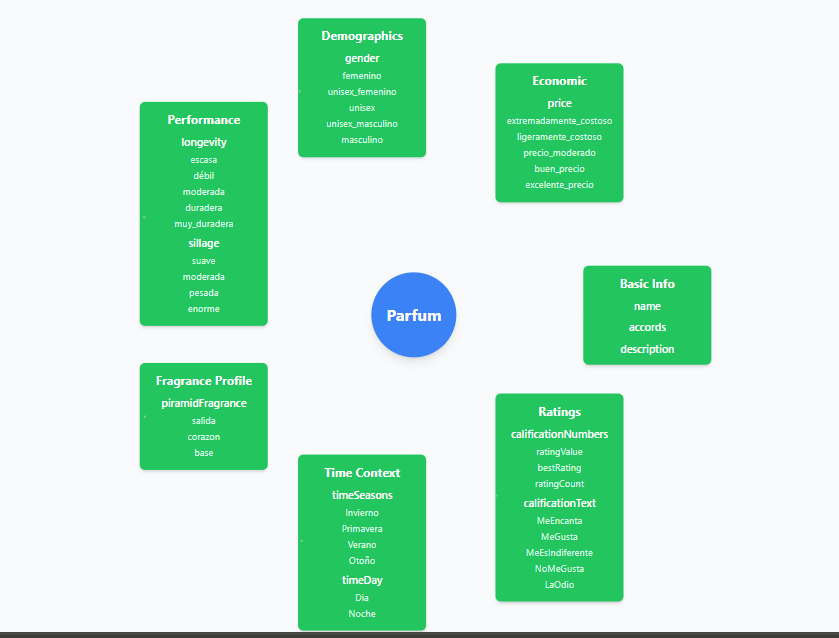 Demographics
gender
femenino
unisex_femenino
unisex
unisex_masculino
masculino
Economic
price
extremadamente_costoso
ligeramente_costoso
precio_moderado
buen_precio
excelente_precio
Performance
longevity
escasa
débil
moderada
duradera
muy_duradera
sillage
suave
moderada
pesada
enorme
Parfum
Basic Info
name
accords
description
Fragrance Profile
piramidFragrance
salida
corazon
base
Ratings
calificationNumbers
ratingValue
bestRating
ratingCount
calificationText
MeEncanta
MeGusta
MeEsIndiferente
NoMeGusta
LaOdio
Time Context
timeSeasons
Invierno
Primavera
Verano
Otoño
timeDay
Dia
Noche